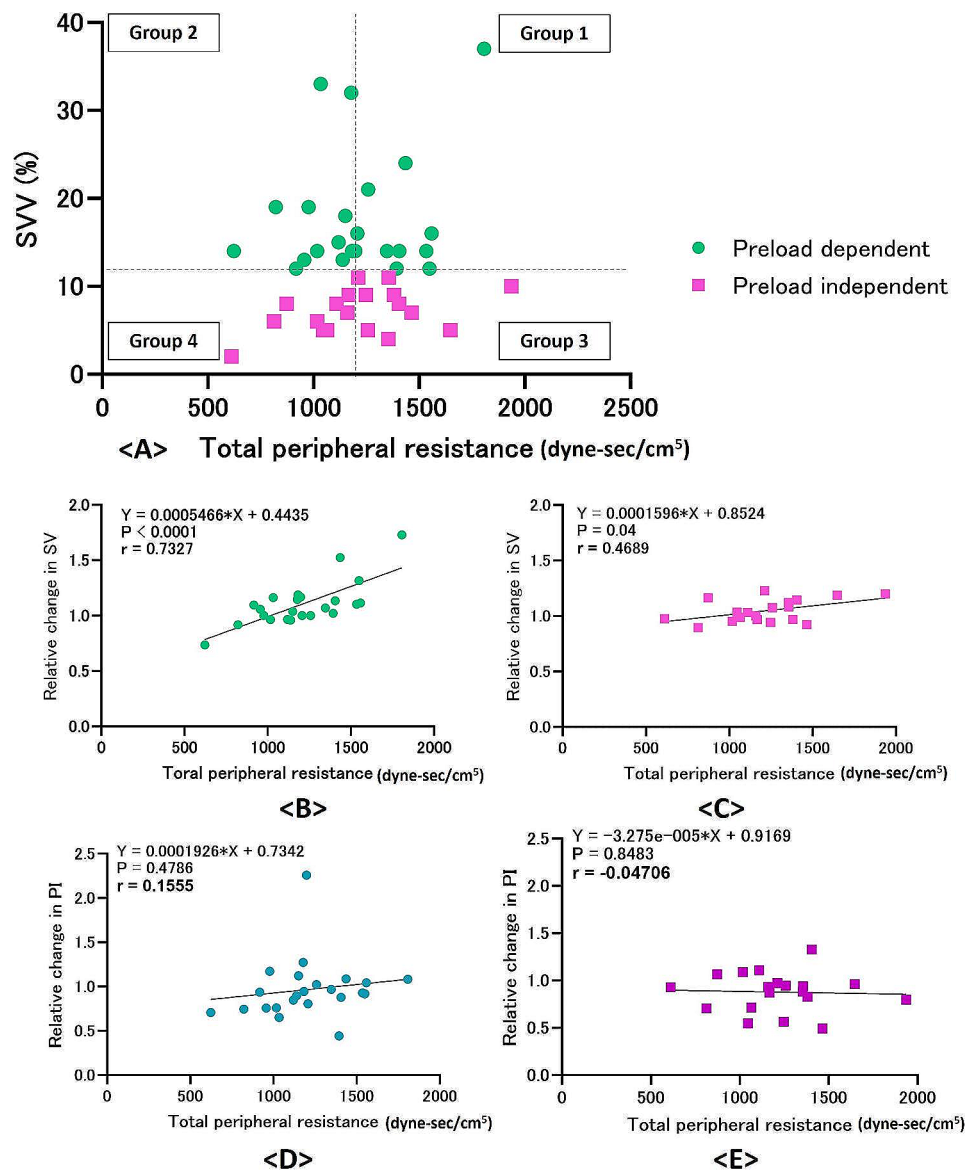 Group 2
Group 1
Group 4
Group 3
SVV (%)
40
30
20
10
0
0 500 1000 1500 2000 2500
<A> Total peripheral resistance (dyne-sec/cm⁵)
Preload dependent
Preload independent
Y = 0.0005466*X + 0.4435
P < 0.0001
r = 0.7327
Relative change in SV
2.0
1.5
1.0
0.5
0.0
0 500 1000 1500 2000
Toral peripheral resistance (dyne-sec/cm⁵)
<B>
Y = 0.0001596*X + 0.8524
P = 0.04
r = 0.4689
Relative change in SV
2.0
1.5
1.0
0.5
0.0
0 500 1000 1500 2000
Total peripheral resistance (dyne-sec/cm⁵)
<C>
Y = 0.0001926*X + 0.7342
P = 0.4786
r = 0.1555
Relative change in PI
2.5
2.0
1.5
1.0
0.5
0.0
0 500 1000 1500 2000
Total peripheral resistance (dyne-sec/cm⁵)
<D>
Y = −3.275e-005*X + 0.9169
P = 0.8483
r = -0.04706
Relative change in PI
2.5
2.0
1.5
1.0
0.5
0.0
0 500 1000 1500 2000
Total peripheral resistance (dyne-sec/cm⁵)
<E>